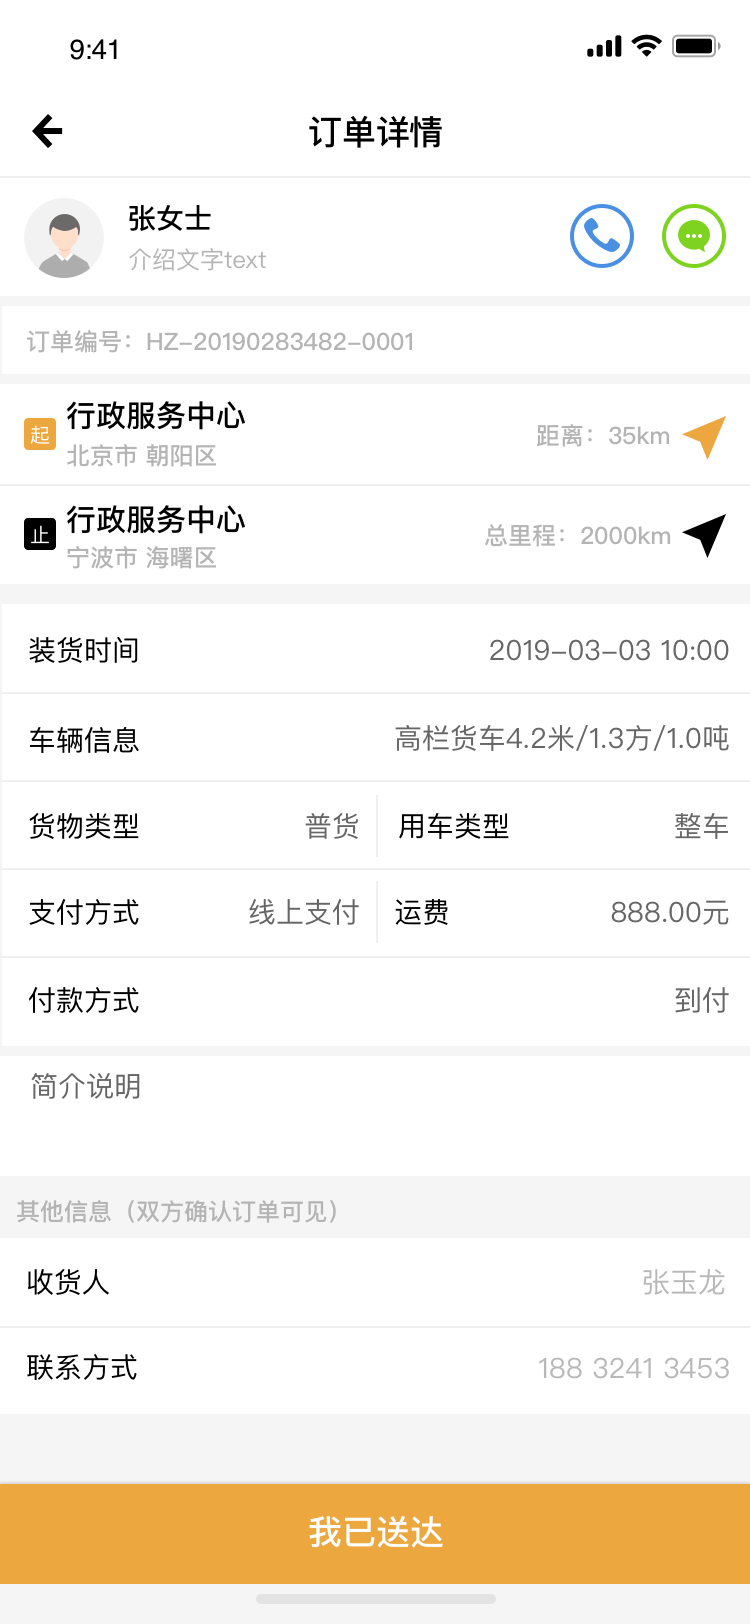 9:41
订单详情
张女士
介绍文字text
订单编号：HZ-20190283482-0001
起
行政服务中心
北京市 朝阳区
距离：35km
止
行政服务中心
宁波市 海曙区
总里程：2000km
装货时间 2019-03-03 10:00
车辆信息 高栏货车4.2米/1.3方/1.0吨
货物类型 普货 用车类型 整车
支付方式 线上支付 运费 888.00元
付款方式 到付
简介说明
其他信息（双方确认订单可见）
收货人 张玉龙
联系方式 188 3241 3453
我已送达